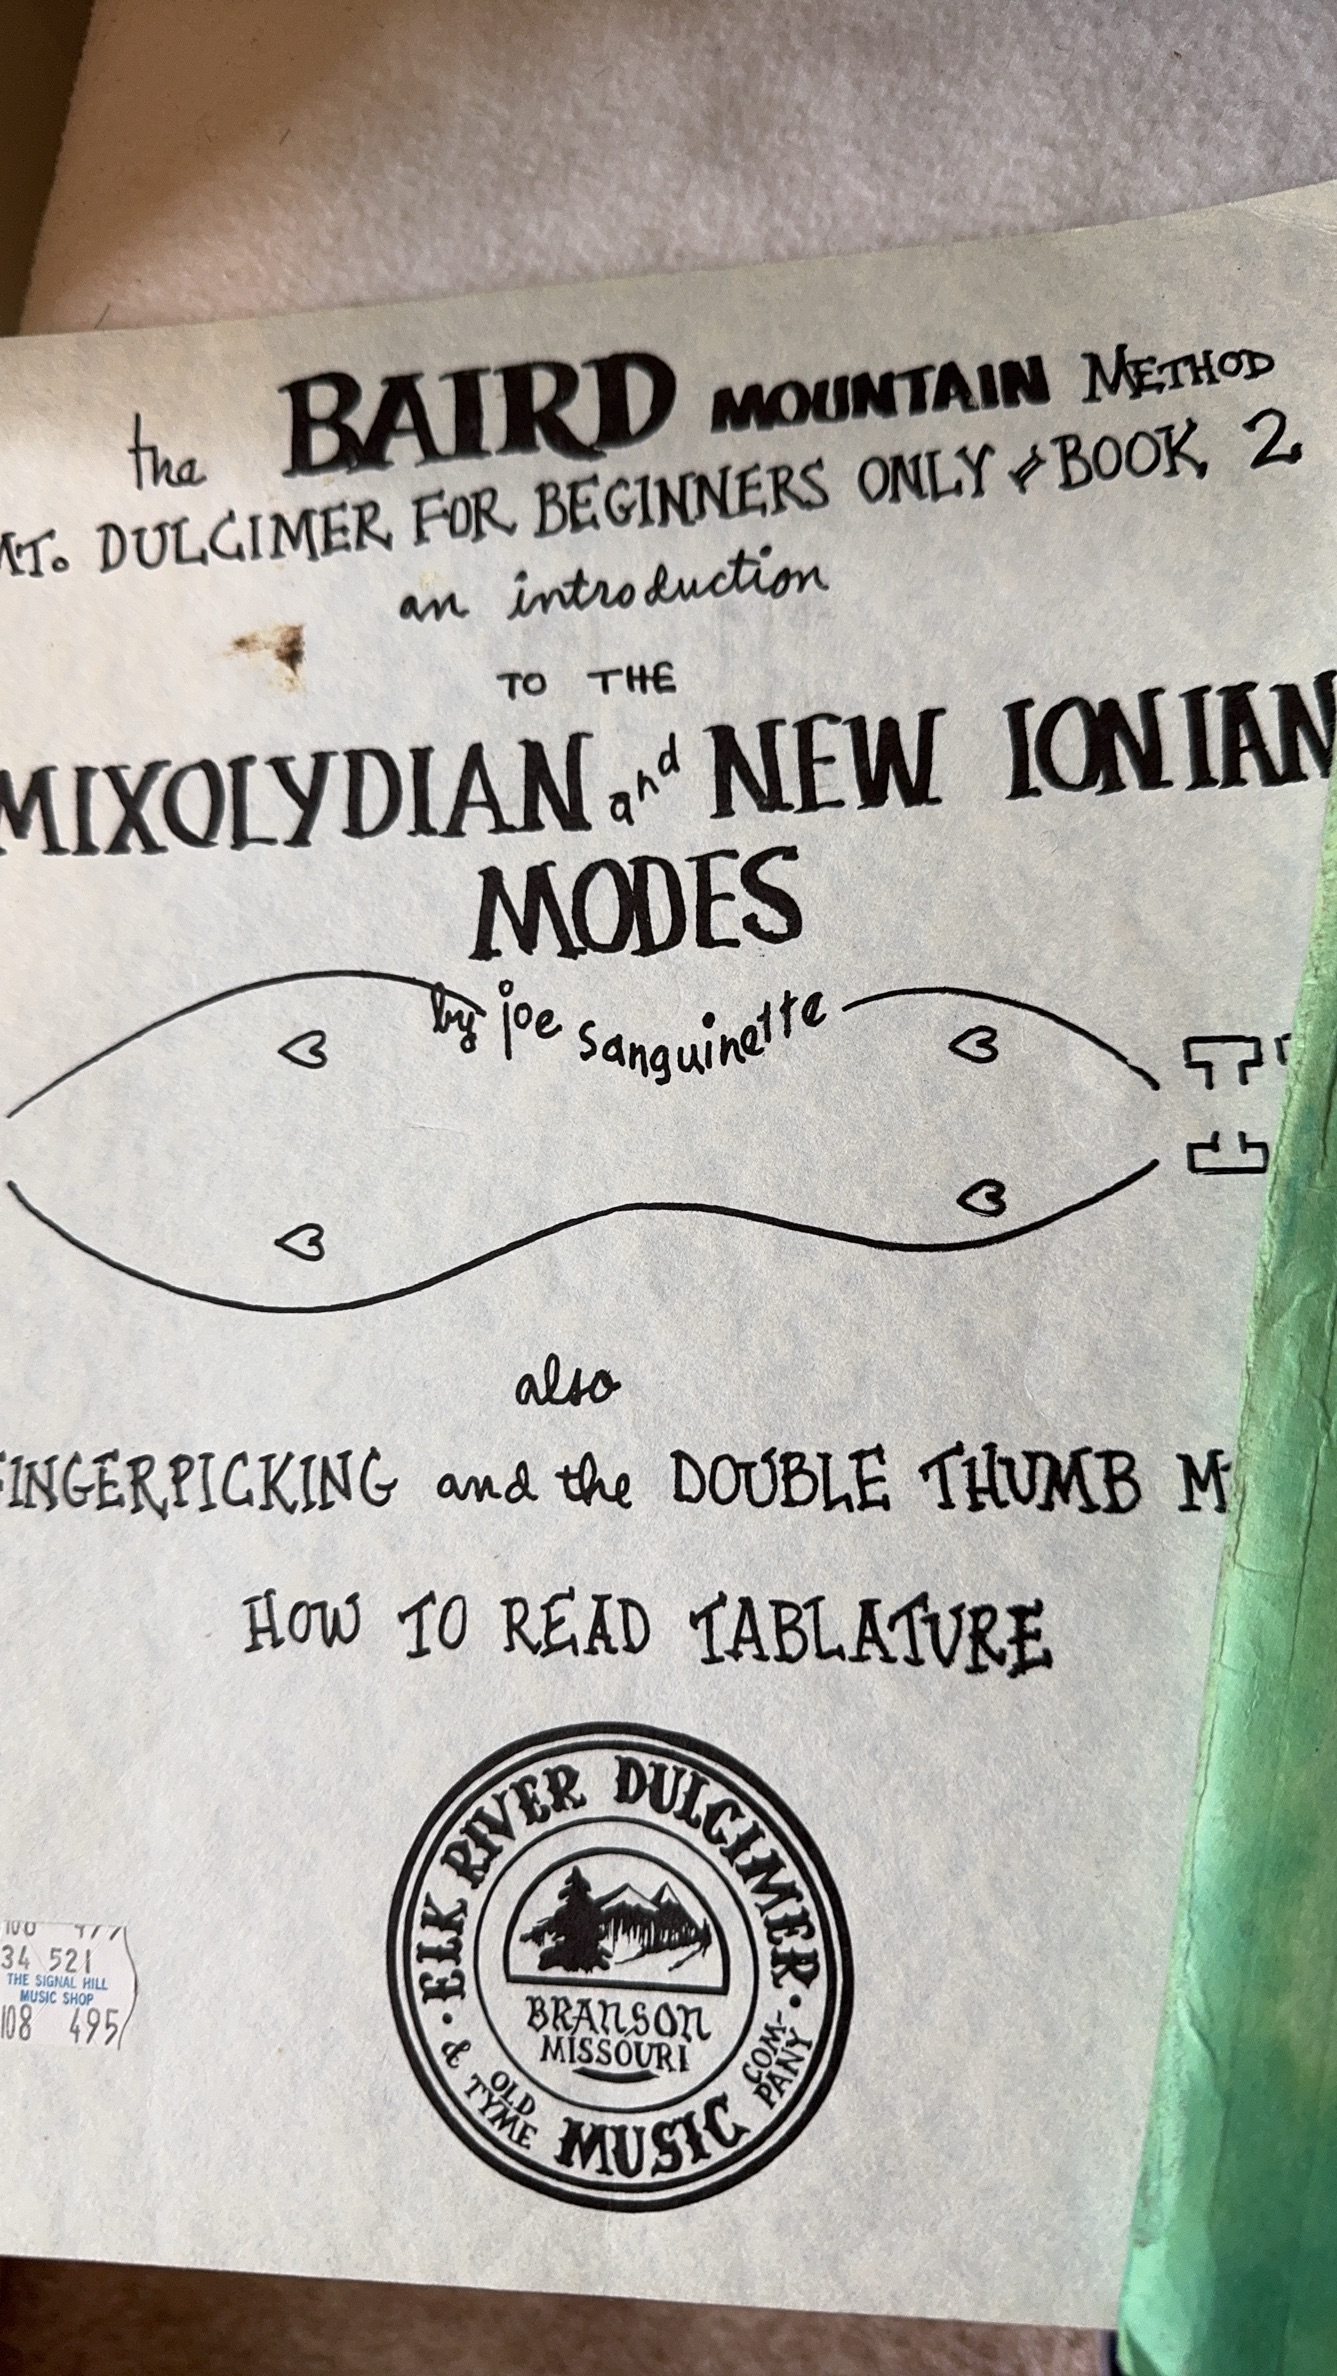 the BAIRD MOUNTAIN METHOD
MT. DULCIMER FOR BEGINNERS ONLY BOOK 2
an introduction
TO THE
MIXOLYDIAN and NEW IONIAN
MODES
by joe sanguinette
also
FINGERPICKING and the DOUBLE THUMB M
HOW TO READ TABLATURE
ELK RIVER DULCIMER
& OLD TYME MUSIC COM-PANY
BRANSON
MISSOURI
34 521
THE SIGNAL HILL
MUSIC SHOP
108 495